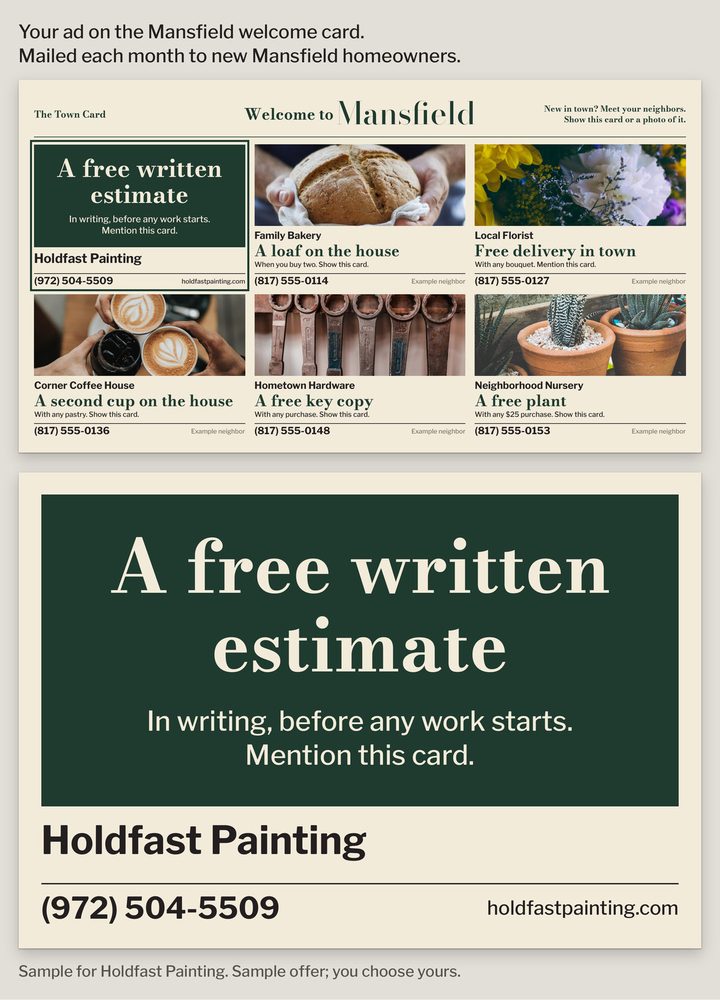 Your ad on the Mansfield welcome card.
Mailed each month to new Mansfield homeowners.
The Town Card
Welcome to Mansfield
New in town? Meet your neighbors.
Show this card or a photo of it.
A free written
estimate
In writing, before any work starts.
Mention this card.
Holdfast Painting
(972) 504-5509
holdfastpainting.com
Family Bakery
A loaf on the house
When you buy two. Show this card.
(817) 555-0114
Example neighbor
Local Florist
Free delivery in town
With any bouquet. Mention this card.
(817) 555-0127
Example neighbor
Corner Coffee House
A second cup on the house
With any pastry. Show this card.
(817) 555-0136
Example neighbor
Hometown Hardware
A free key copy
With any purchase. Show this card.
(817) 555-0148
Example neighbor
Neighborhood Nursery
A free plant
With any $25 purchase. Show this card.
(817) 555-0153
Example neighbor
A free written
estimate
In writing, before any work starts.
Mention this card.
Holdfast Painting
(972) 504-5509
holdfastpainting.com
Sample for Holdfast Painting. Sample offer; you choose yours.